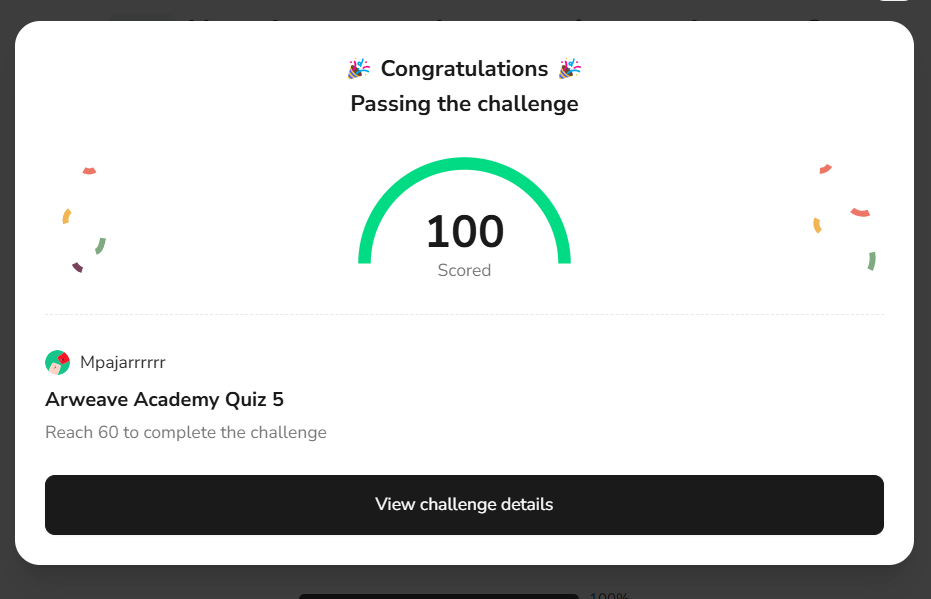 🎉 Congratulations 🎉
Passing the challenge
100
Scored
Mpajarrrrrr
Arweave Academy Quiz 5
Reach 60 to complete the challenge
View challenge details
100%